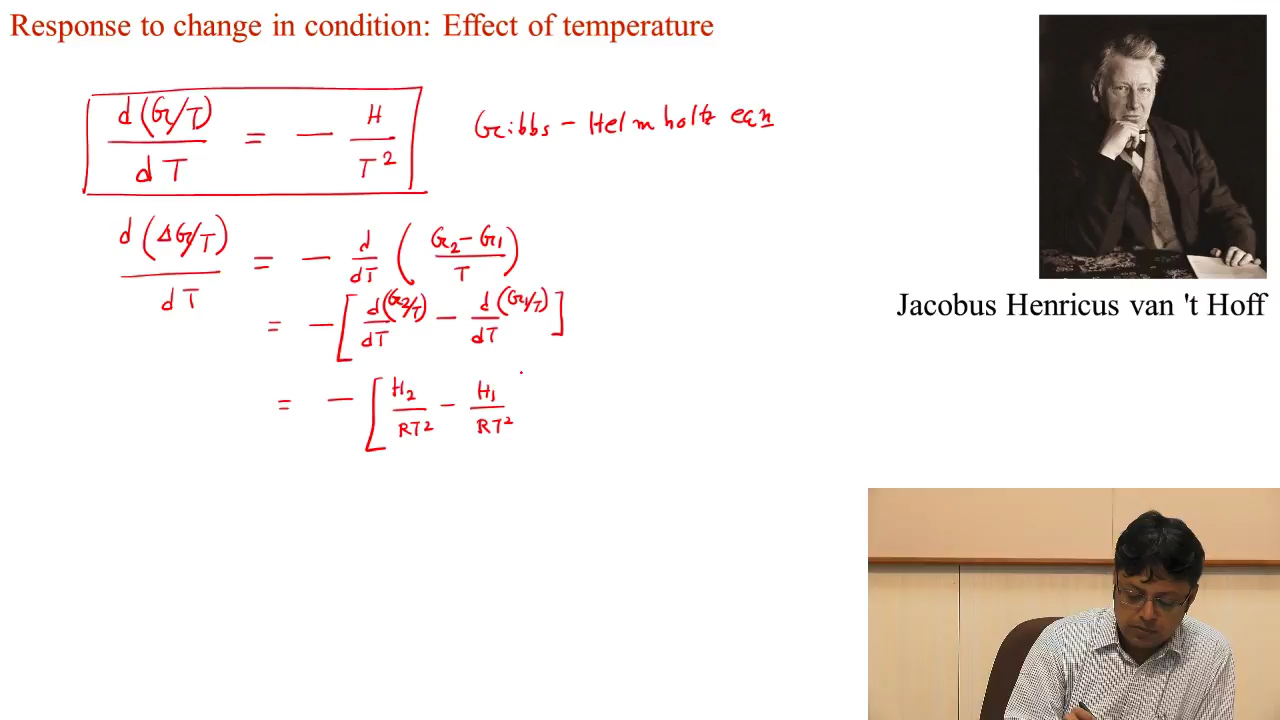 Response to change in condition: Effect of temperature
d(G/T)/dT = - H/T² Gibbs - Helmholtz eqn
d(ΔG/T)/dT = - d/dT ( (G₂ - G₁)/T )
= - [ d(G₂/T)/dT - d(G₁/T)/dT ]
= - [ H₂/RT² - H₁/RT²
Jacobus Henricus van 't Hoff